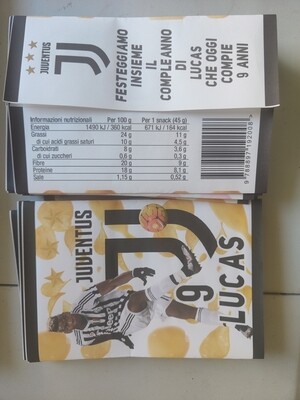 JUVENTUS
FESTEGGIAMO
INSIEME
IL
COMPLEANNO
DI
LUCAS
CHE OGGI
COMPIE
9 ANNI
Informazioni nutrizionali Per 100 g Per 1 snack (45 g)
Energia 1490 kJ / 360 kcal 671 kJ / 164 kcal
Grassi 24 g 11 g
di cui acidi grassi saturi 10 g 4,5 g
Carboidrati 8 g 3,6 g
di cui zuccheri 0,6 g 0,3 g
Fibre 20 g 9 g
Proteine 18 g 8,1 g
Sale 1,15 g 0,52 g
JUVENTUS
9
LUCAS